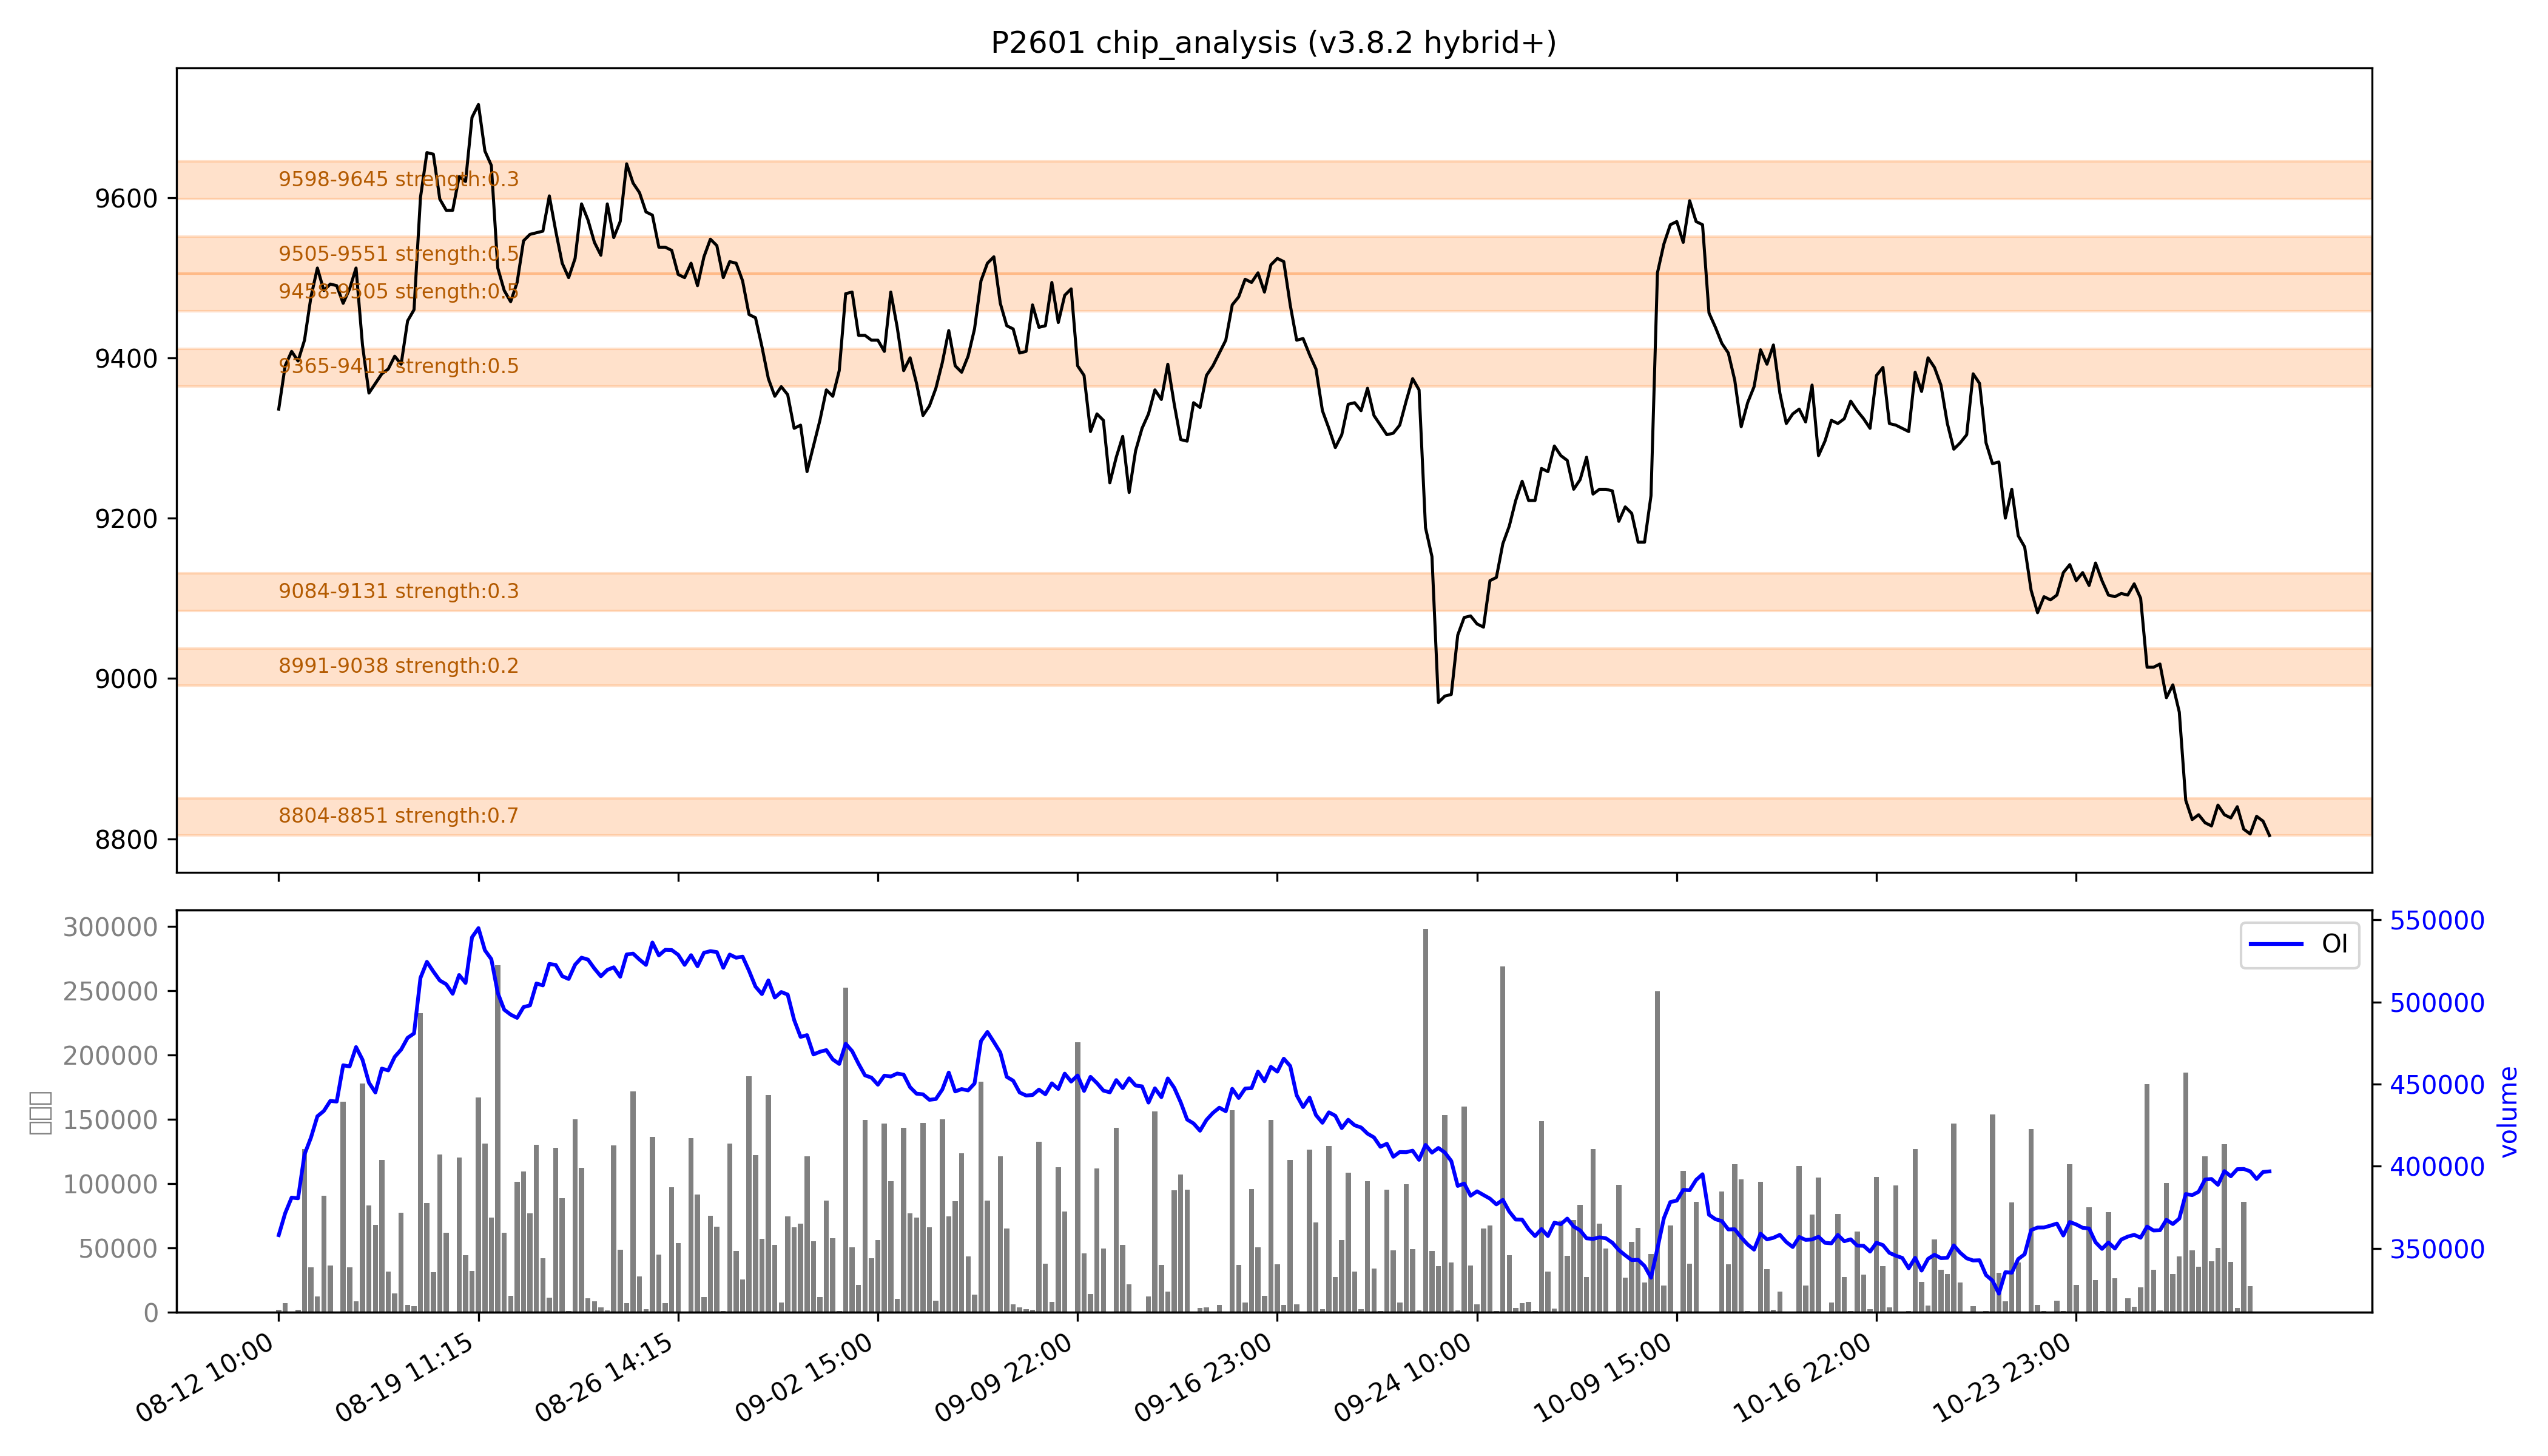 P2601 chip_analysis (v3.8.2 hybrid+)
9600
9400
9200
9000
8800
9598-9645 strength:0.3
9505-9551 strength:0.5
9458-9505 strength:0.5
9365-9411 strength:0.5
9084-9131 strength:0.3
8991-9038 strength:0.2
8804-8851 strength:0.7
300000
250000
200000
150000
100000
50000
0
OI
550000
500000
450000
400000
350000
volume
08-12 10:00
08-19 11:15
08-26 14:15
09-02 15:00
09-09 22:00
09-16 23:00
09-24 10:00
10-09 15:00
10-16 22:00
10-23 23:00